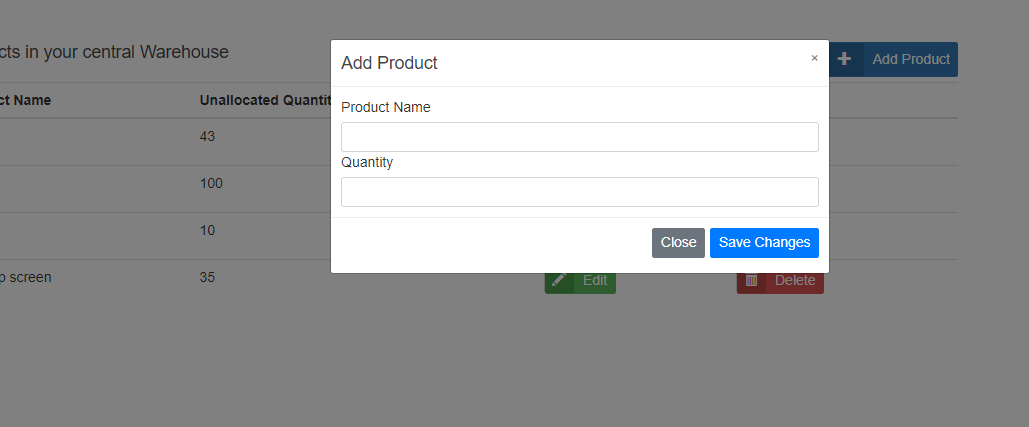 cts in your central Warehouse
Add Product
ct Name
Unallocated Quantit
43
100
10
p screen
35
Edit
Delete
Add Product
×
Product Name
Quantity
Close
Save Changes